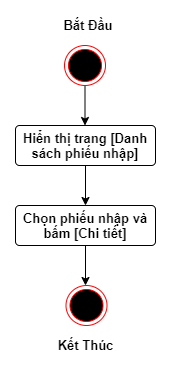 Bắt Đầu
Hiển thị trang [Danh
sách phiếu nhập]
Chọn phiếu nhập và
bấm [Chi tiết]
Kết Thúc